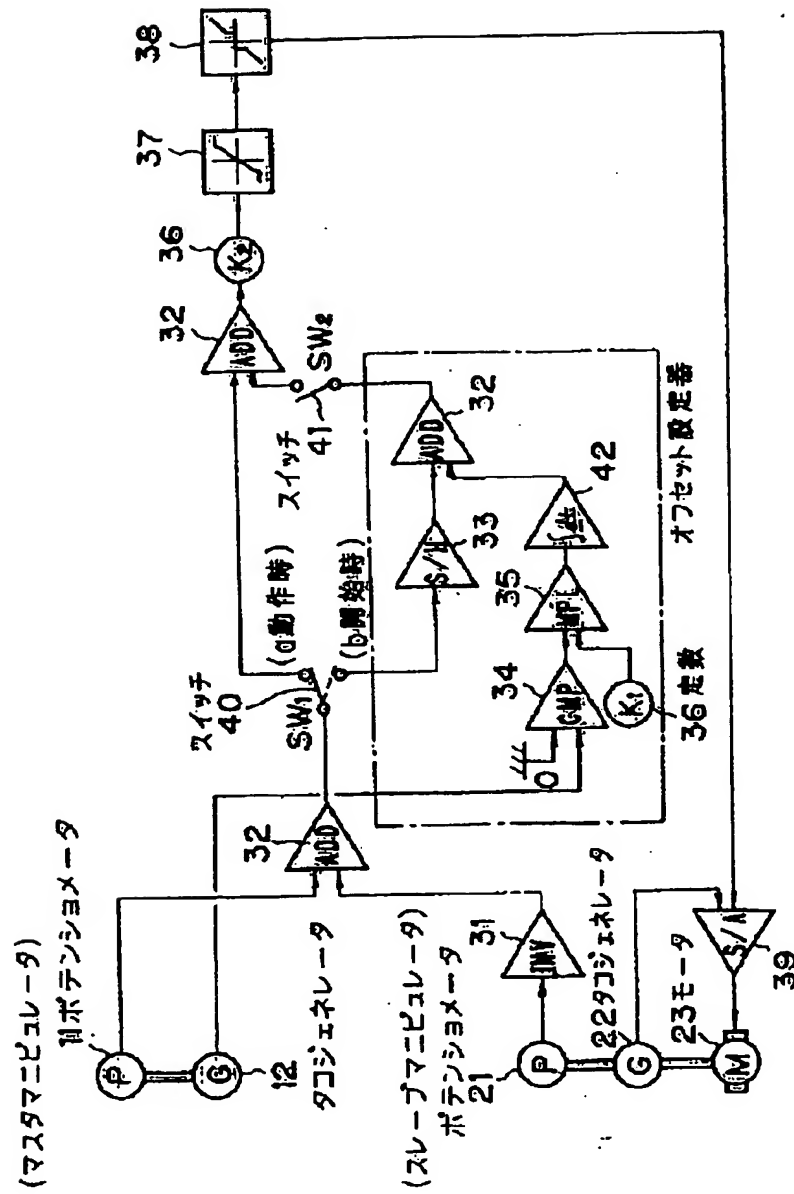 (マスタマニピュレータ)
11ポテンショメータ
P
G
12
タコジェネレータ
(スレーブマニピュレータ)
ポテンショメータ
21
P
22タコジェネレータ
G
23モータ
M
31
INV
32
ADD
スイッチ
40
SW1
(a動作時)
(b開始時)
スイッチ
41
SW2
32
ADD
36
K2
37
38
33
S/H
32
ADD
34
CMP
0
35
MPL
42
∫dt
K1
36定数
オフセット設定器
S/A
39